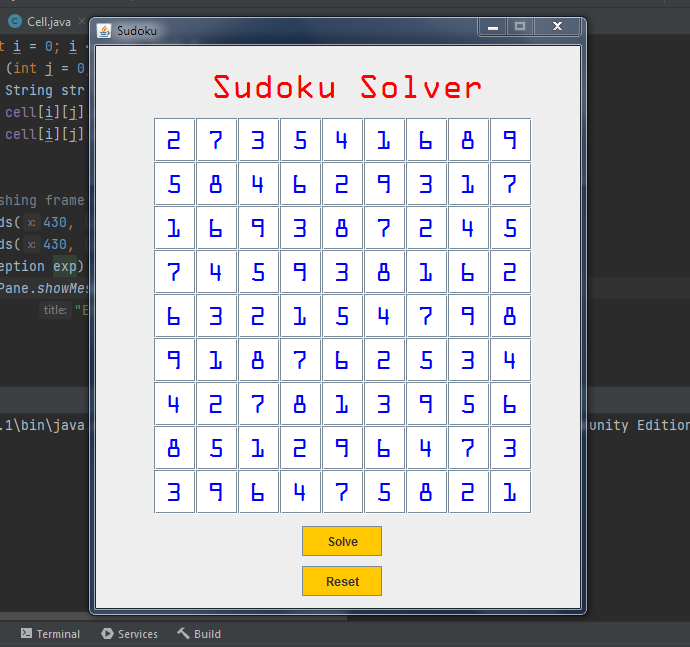 Cell.java
Sudoku
t i = 0; i <
(int j = 0
Sudoku Solver
String str
cell[i][j]
cell[i][j]
2 7 3 5 4 1 6 8 9
5 8 4 6 2 9 3 1 7
shing frame
ds( x: 430,
1 6 9 3 8 7 2 4 5
ds( x: 430,
eption exp)
7 4 5 9 3 8 1 6 2
Pane.showMes
title: "E
6 3 2 1 5 4 7 9 8
9 1 8 7 6 2 5 3 4
4 2 7 8 1 3 9 5 6
.1\bin\java
unity Edition
8 5 1 2 9 6 4 7 3
3 9 6 4 7 5 8 2 1
Solve
Reset
Terminal Services Build